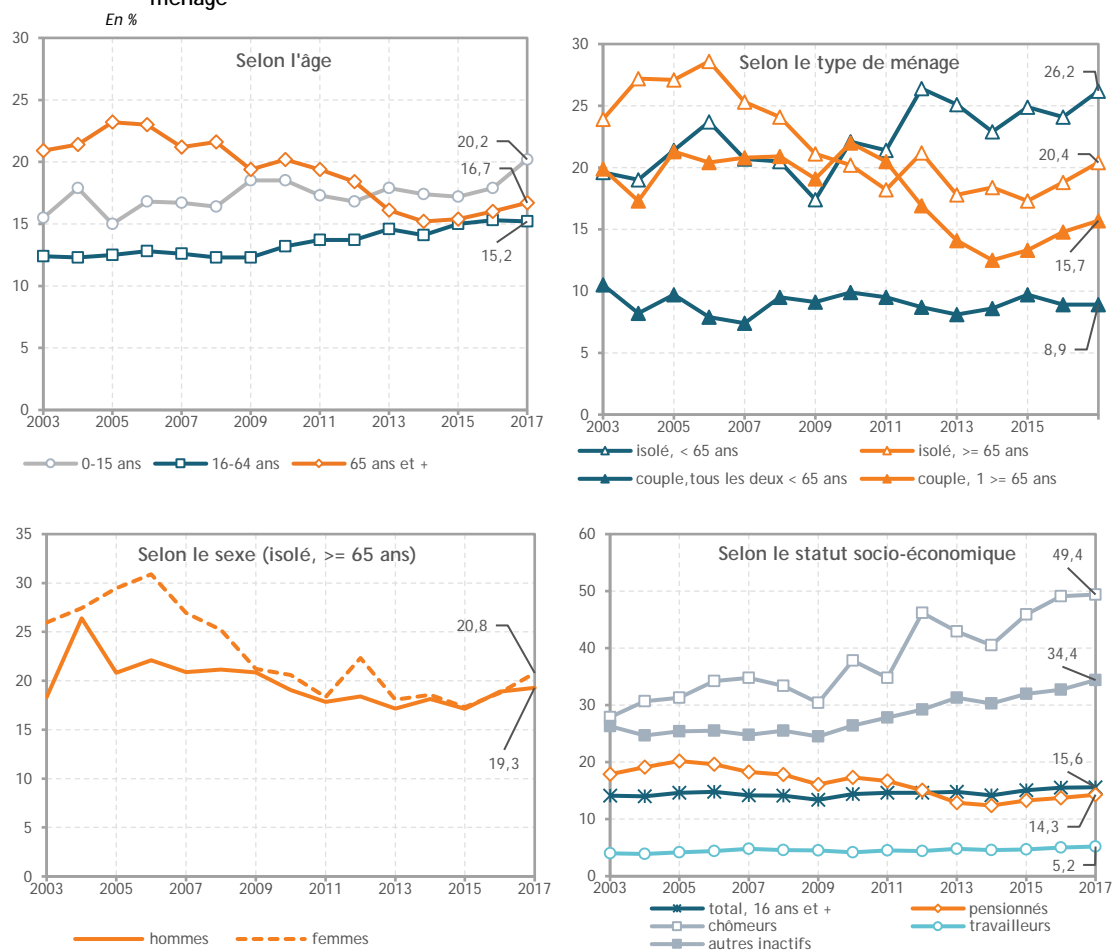 ménage
En %
Selon l'âge
30
25
20
15
10
5
0
20,2
16,7
15,2
2003 2005 2007 2009 2011 2013 2015 2017
0-15 ans 16-64 ans 65 ans et +
Selon le type de ménage
30
25
20
15
10
5
0
26,2
20,4
15,7
8,9
2003 2005 2007 2009 2011 2013 2015
isolé, < 65 ans isolé, >= 65 ans
couple,tous les deux < 65 ans couple, 1 >= 65 ans
Selon le sexe (isolé, >= 65 ans)
35
30
25
20
15
10
5
0
20,8
19,3
2003 2005 2007 2009 2011 2013 2015 2017
hommes femmes
Selon le statut socio-économique
60
50
40
30
20
10
0
49,4
34,4
15,6
14,3
5,2
2003 2005 2007 2009 2011 2013 2015 2017
total, 16 ans et + pensionnés
chômeurs travailleurs
autres inactifs